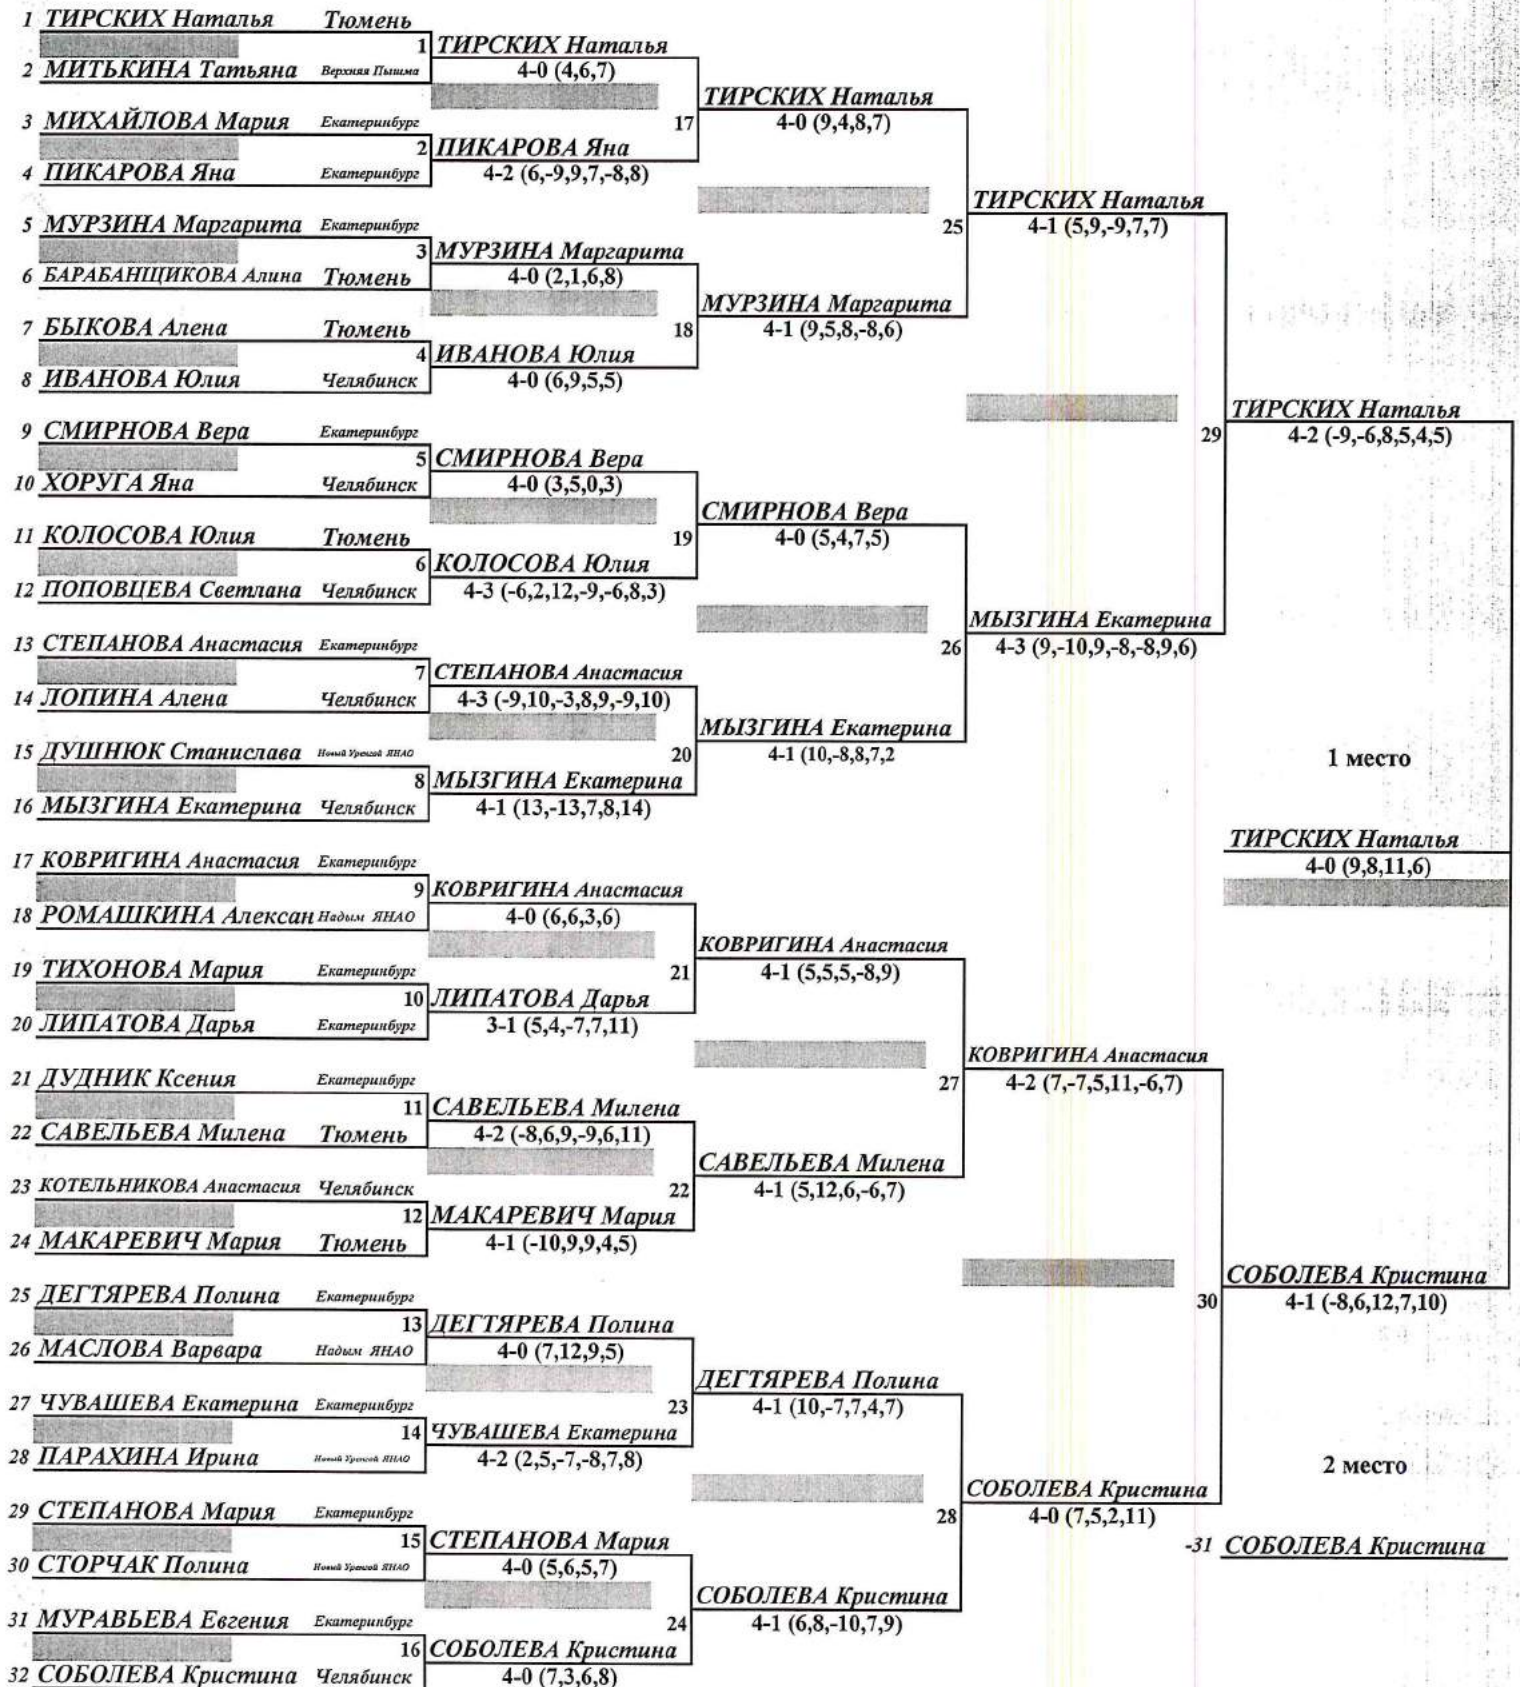 1 ТИРСКИХ Наталья Тюмень
1 ТИРСКИХ Наталья
2 МИТЬКИНА Татьяна Верхняя Пышма
4-0 (4,6,7)
ТИРСКИХ Наталья
3 МИХАЙЛОВА Мария Екатеринбург
17
4-0 (9,4,8,7)
2 ПИКАРОВА Яна
4 ПИКАРОВА Яна Екатеринбург
4-2 (6,-9,9,7,-8,8)
ТИРСКИХ Наталья
5 МУРЗИНА Маргарита Екатеринбург
25
4-1 (5,9,-9,7,7)
3 МУРЗИНА Маргарита
6 БАРАБАНЩИКОВА Алина Тюмень
4-0 (2,1,6,8)
МУРЗИНА Маргарита
7 БЫКОВА Алена Тюмень
18
4-1 (9,5,8,-8,6)
4 ИВАНОВА Юлия
8 ИВАНОВА Юлия Челябинск
4-0 (6,9,5,5)
ТИРСКИХ Наталья
9 СМИРНОВА Вера Екатеринбург
29
4-2 (-9,-6,8,5,4,5)
5 СМИРНОВА Вера
10 ХОРУГА Яна Челябинск
4-0 (3,5,0,3)
СМИРНОВА Вера
11 КОЛОСОВА Юлия Тюмень
19
4-0 (5,4,7,5)
6 КОЛОСОВА Юлия
12 ПОПОВЦЕВА Светлана Челябинск
4-3 (-6,2,12,-9,-6,8,3)
МЫЗГИНА Екатерина
13 СТЕПАНОВА Анастасия Екатеринбург
26
4-3 (9,-10,9,-8,-8,9,6)
7 СТЕПАНОВА Анастасия
14 ЛОПИНА Алена Челябинск
4-3 (-9,10,-3,8,9,-9,10)
МЫЗГИНА Екатерина
15 ДУШНЮК Станислава Новый Уренгой ЯНАО
20
4-1 (10,-8,8,7,2
1 место
8 МЫЗГИНА Екатерина
16 МЫЗГИНА Екатерина Челябинск
4-1 (13,-13,7,8,14)
ТИРСКИХ Наталья
17 КОВРИГИНА Анастасия Екатеринбург
4-0 (9,8,11,6)
9 КОВРИГИНА Анастасия
18 РОМАШКИНА Алексан Надым ЯНАО
4-0 (6,6,3,6)
КОВРИГИНА Анастасия
19 ТИХОНОВА Мария Екатеринбург
21
4-1 (5,5,5,-8,9)
10 ЛИПАТОВА Дарья
20 ЛИПАТОВА Дарья Екатеринбург
3-1 (5,4,-7,7,11)
КОВРИГИНА Анастасия
21 ДУДНИК Ксения Екатеринбург
27
4-2 (7,-7,5,11,-6,7)
11 САВЕЛЬЕВА Милена
22 САВЕЛЬЕВА Милена Тюмень
4-2 (-8,6,9,-9,6,11)
САВЕЛЬЕВА Милена
23 КОТЕЛЬНИКОВА Анастасия Челябинск
22
4-1 (5,12,6,-6,7)
12 МАКАРЕВИЧ Мария
24 МАКАРЕВИЧ Мария Тюмень
4-1 (-10,9,9,4,5)
СОБОЛЕВА Кристина
25 ДЕГТЯРЕВА Полина Екатеринбург
30
4-1 (-8,6,12,7,10)
13 ДЕГТЯРЕВА Полина
26 МАСЛОВА Варвара Надым ЯНАО
4-0 (7,12,9,5)
ДЕГТЯРЕВА Полина
27 ЧУВАШЕВА Екатерина Екатеринбург
23
4-1 (10,-7,7,4,7)
14 ЧУВАШЕВА Екатерина
28 ПАРАХИНА Ирина Новый Уренгой ЯНАО
4-2 (2,5,-7,-8,7,8)
2 место
СОБОЛЕВА Кристина
29 СТЕПАНОВА Мария Екатеринбург
28
4-0 (7,5,2,11)
15 СТЕПАНОВА Мария
-31 СОБОЛЕВА Кристина
30 СТОРЧАК Полина Новый Уренгой ЯНАО
4-0 (5,6,5,7)
СОБОЛЕВА Кристина
31 МУРАВЬЕВА Евгения Екатеринбург
24
4-1 (6,8,-10,7,9)
16 СОБОЛЕВА Кристина
32 СОБОЛЕВА Кристина Челябинск
4-0 (7,3,6,8)